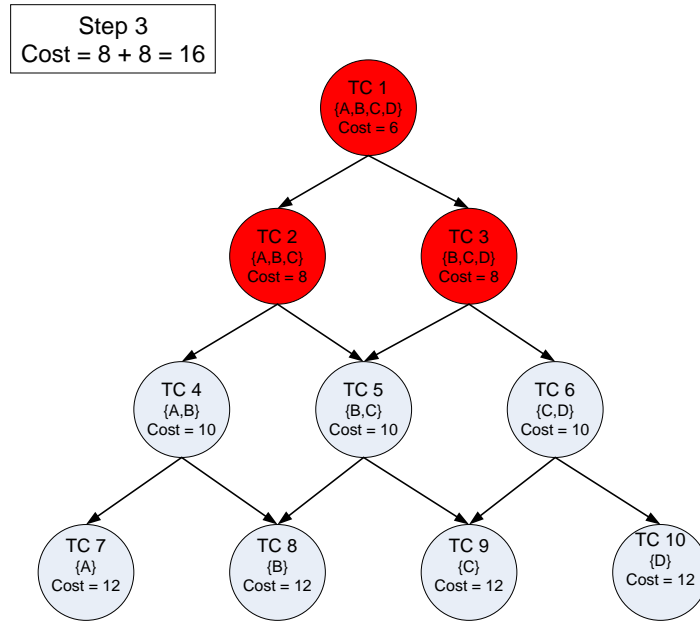 Step 3
Cost = 8 + 8 = 16
TC 1
{A,B,C,D}
Cost = 6
TC 2
{A,B,C}
Cost = 8
TC 3
{B,C,D}
Cost = 8
TC 4
{A,B}
Cost = 10
TC 5
{B,C}
Cost = 10
TC 6
{C,D}
Cost = 10
TC 7
{A}
Cost = 12
TC 8
{B}
Cost = 12
TC 9
{C}
Cost = 12
TC 10
{D}
Cost = 12